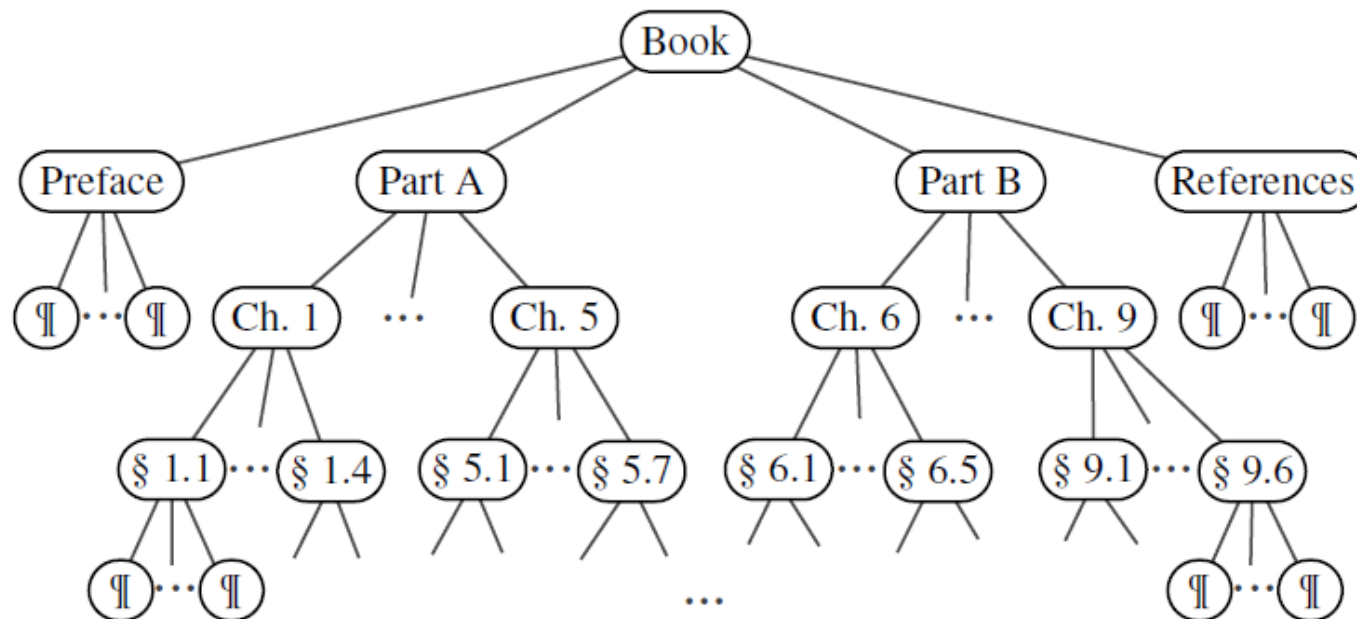 Book
Preface Part A Part B References
¶ ... ¶ Ch. 1 ... Ch. 5 Ch. 6 ... Ch. 9 ¶ ... ¶
§ 1.1 ... § 1.4 § 5.1 ... § 5.7 § 6.1 ... § 6.5 § 9.1 ... § 9.6
¶ ... ¶ ... ¶ ... ¶